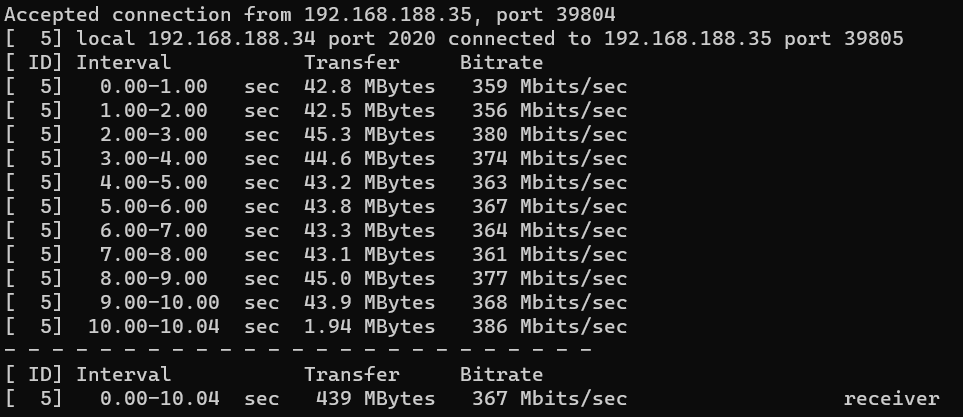 Accepted connection from 192.168.188.35, port 39804
[  5] local 192.168.188.34 port 2020 connected to 192.168.188.35 port 39805
[ ID] Interval           Transfer     Bitrate
[  5]   0.00-1.00   sec  42.8 MBytes   359 Mbits/sec
[  5]   1.00-2.00   sec  42.5 MBytes   356 Mbits/sec
[  5]   2.00-3.00   sec  45.3 MBytes   380 Mbits/sec
[  5]   3.00-4.00   sec  44.6 MBytes   374 Mbits/sec
[  5]   4.00-5.00   sec  43.2 MBytes   363 Mbits/sec
[  5]   5.00-6.00   sec  43.8 MBytes   367 Mbits/sec
[  5]   6.00-7.00   sec  43.3 MBytes   364 Mbits/sec
[  5]   7.00-8.00   sec  43.1 MBytes   361 Mbits/sec
[  5]   8.00-9.00   sec  45.0 MBytes   377 Mbits/sec
[  5]   9.00-10.00  sec  43.9 MBytes   368 Mbits/sec
[  5]  10.00-10.04  sec  1.94 MBytes   386 Mbits/sec
- - - - - - - - - - - - - - - - - - - - - - - - -
[ ID] Interval           Transfer     Bitrate
[  5]   0.00-10.04  sec   439 MBytes   367 Mbits/sec                  receiver